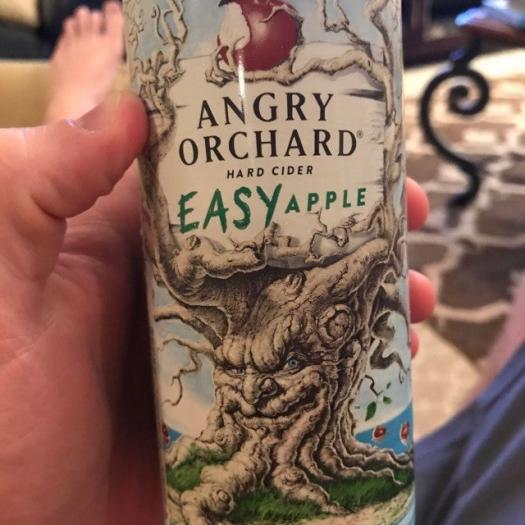 ANGRY
ORCHARD®
HARD CIDER
EASY APPLE